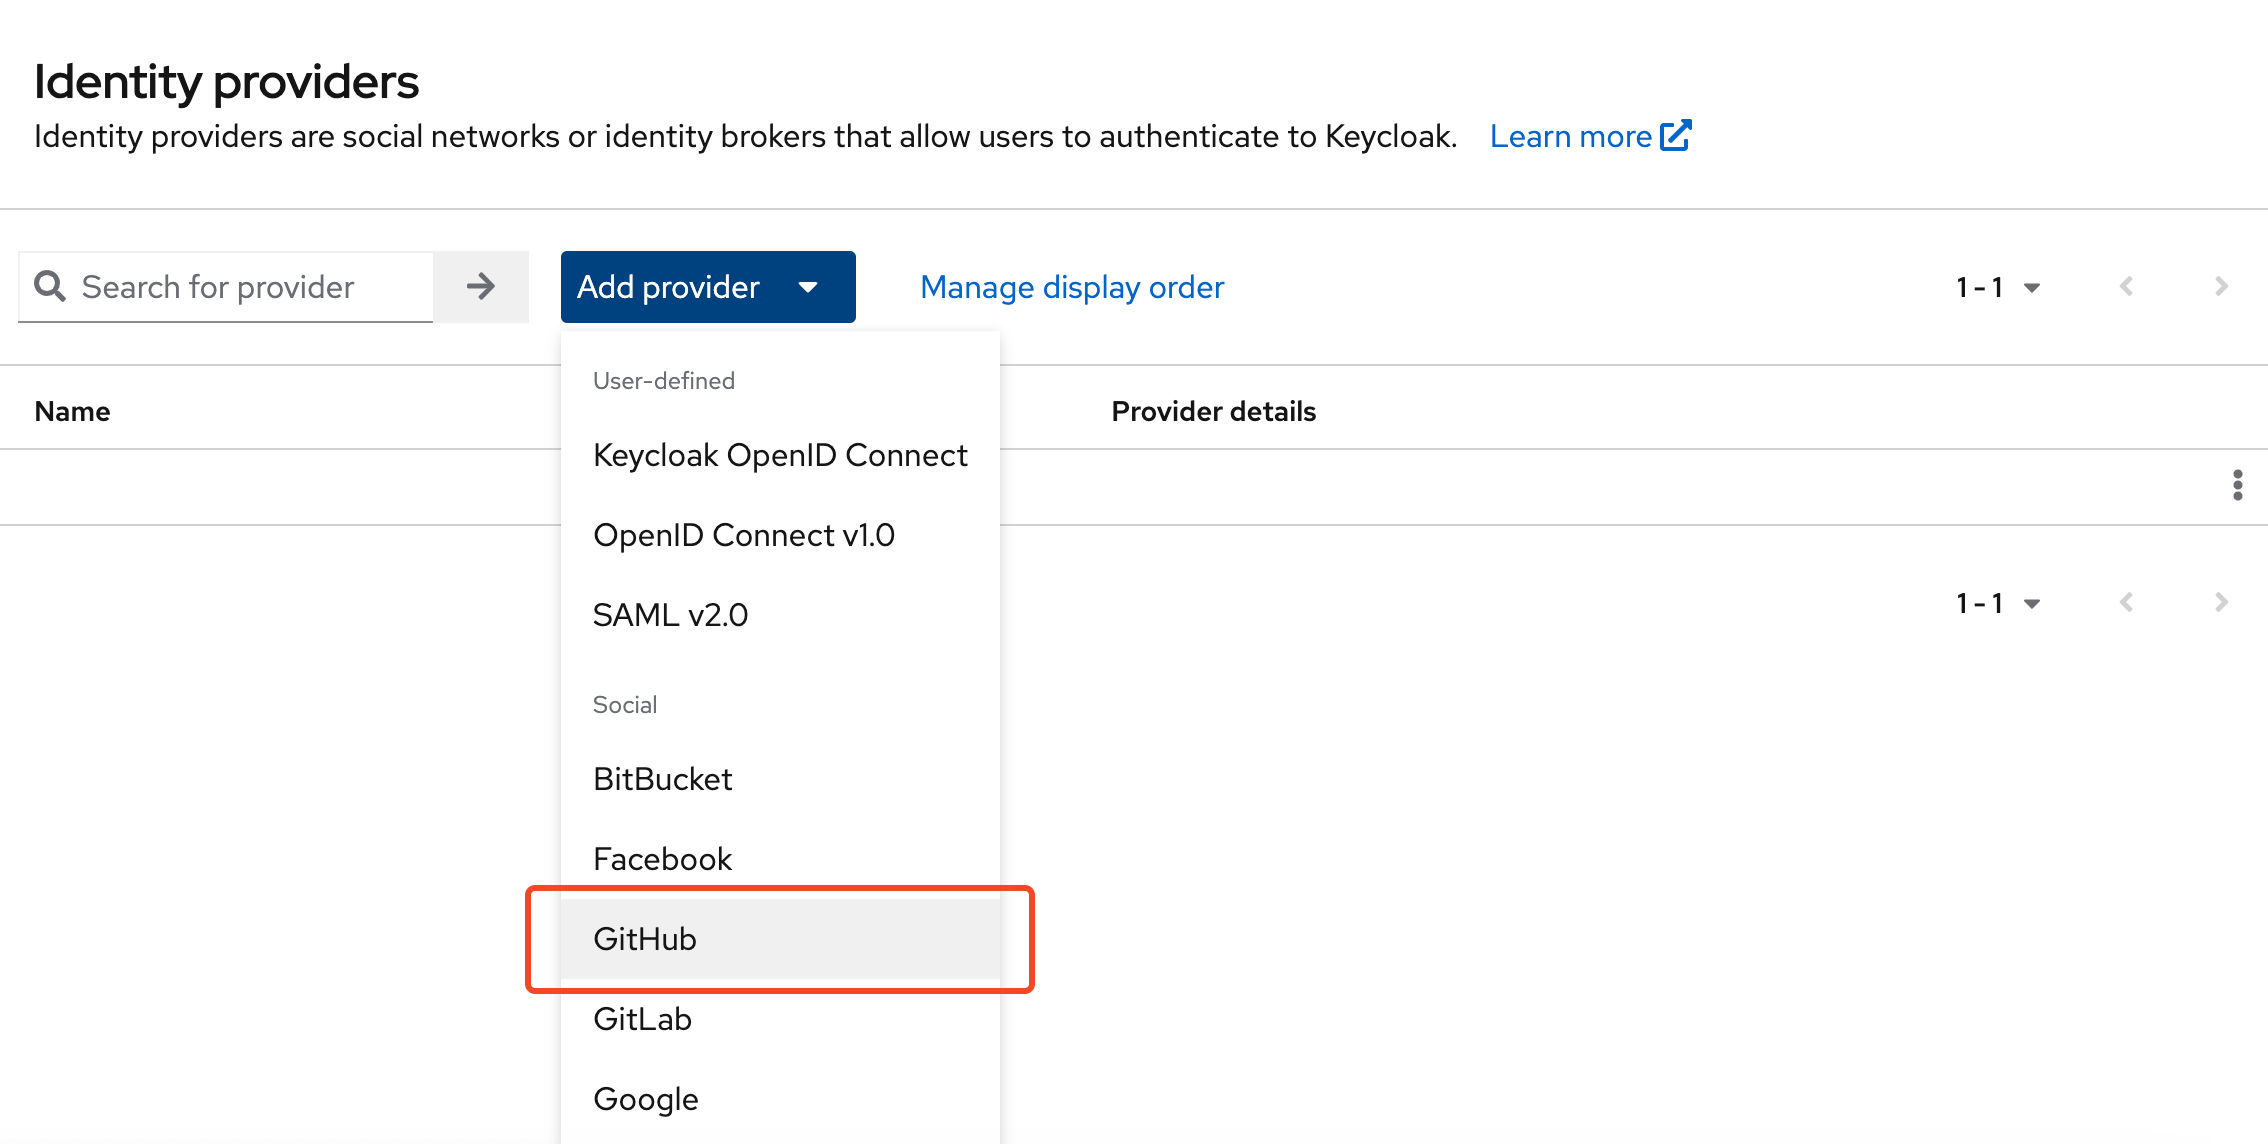 Identity providers
Identity providers are social networks or identity brokers that allow users to authenticate to Keycloak. Learn more
Search for provider Add provider Manage display order 1 - 1
User-defined
Name Provider details
Keycloak OpenID Connect
OpenID Connect v1.0
SAML v2.0
1 - 1
Social
BitBucket
Facebook
GitHub
GitLab
Google